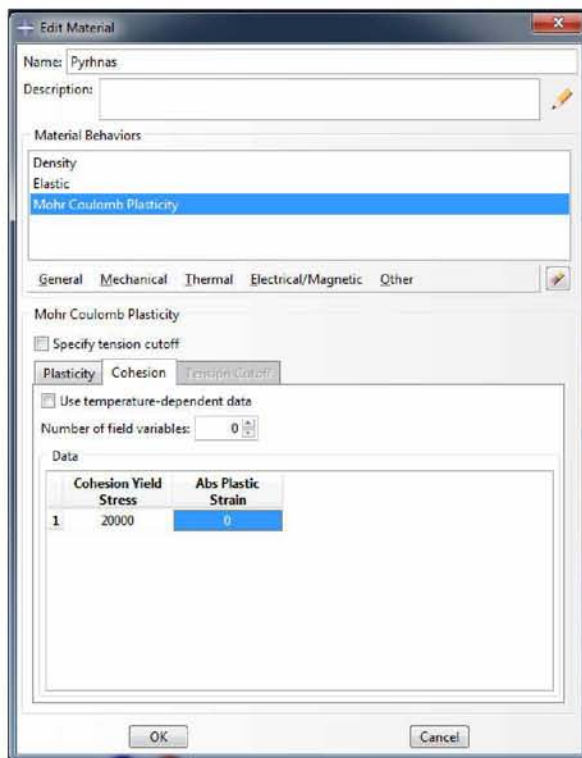 Edit Material
Name: Pyrhnas
Description:
Material Behaviors
Density
Elastic
Mohr Coulomb Plasticity
General Mechanical Thermal Electrical/Magnetic Other
Mohr Coulomb Plasticity
Specify tension cutoff
Plasticity Cohesion Tension Cutoff
Use temperature-dependent data
Number of field variables: 0
Data
Cohesion Yield Abs Plastic
Stress Strain
1 20000 0
OK Cancel